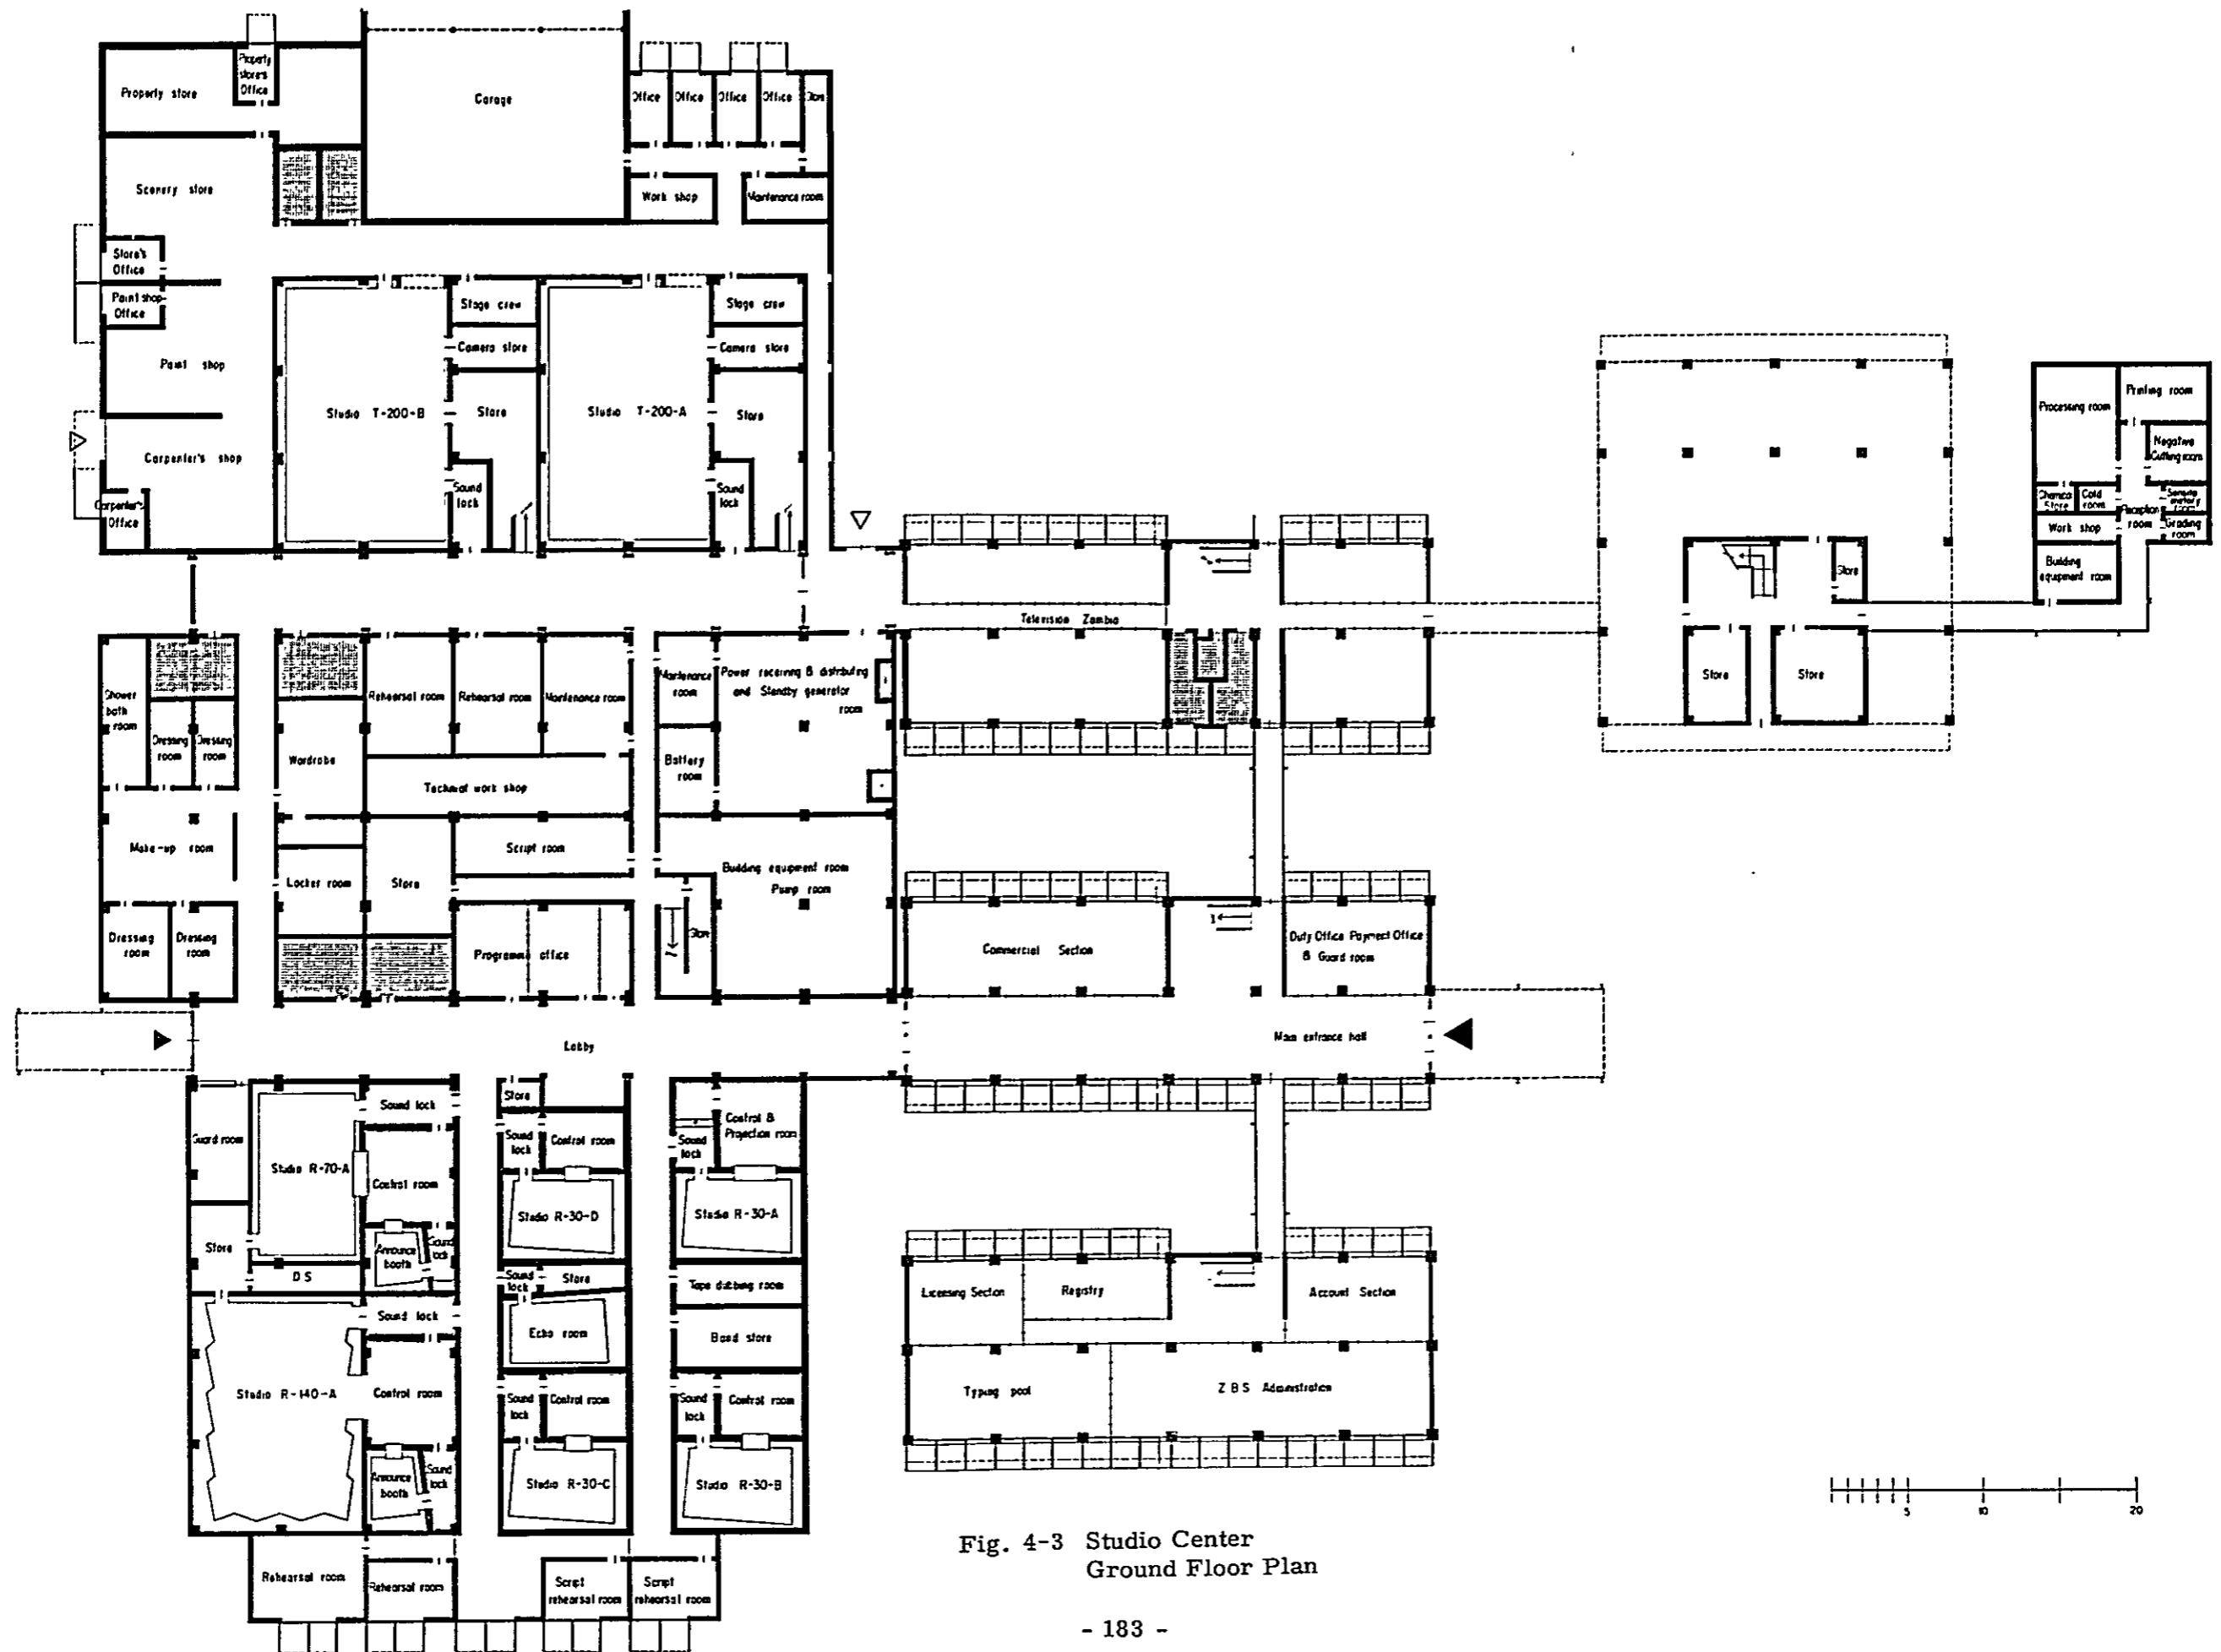 Property store's Office
Property store
Garage
Office
Office
Office
Office
Store
Scenery store
Work shop
Maintenance room
Store's Office
Paint shop Office
Stage crew
Stage crew
Camera store
Camera store
Paint shop
Studio T-200-B
Store
Studio T-200-A
Store
Carpenter's shop
Sound lock
Sound lock
Carpenter's Office
Processing room
Printing room
Negative Cutting room
Chemical Store
Cold room
Reception room
Work shop
Grading room
Building equipment room
Store
Television Zambia
Store
Store
Shower bath room
Dressing room
Dressing room
Wardrobe
Rehearsal room
Rehearsal room
Maintenance room
Maintenance room
Power receiving & distributing
and Standby generator
room
Battery room
Technical work shop
Make-up room
Script room
Locker room
Store
Building equipment room
Pump room
Dressing room
Dressing room
Programme office
Store
Commercial Section
Duty Office Payment Office
& Guard room
Lobby
Main entrance hall
Guard room
Studio R-70-A
Sound lock
Control room
Store
Sound lock
Control room
Sound lock
Control &
Projection room
Studio R-30-D
Studio R-30-A
Store
Announce booth
Sound lock
D S
Sound lock
Store
Tape dubbing room
Licensing Section
Registry
Account Section
Sound lock
Echo room
Band store
Studio R-140-A
Control room
Sound lock
Control room
Sound lock
Control room
Typing pool
Z B S Administration
Announce booth
Sound lock
Studio R-30-C
Studio R-30-B
Rehearsal room
Rehearsal room
Script rehearsal room
Script rehearsal room
5
10
20
Fig. 4-3 Studio Center
Ground Floor Plan
- 183 -